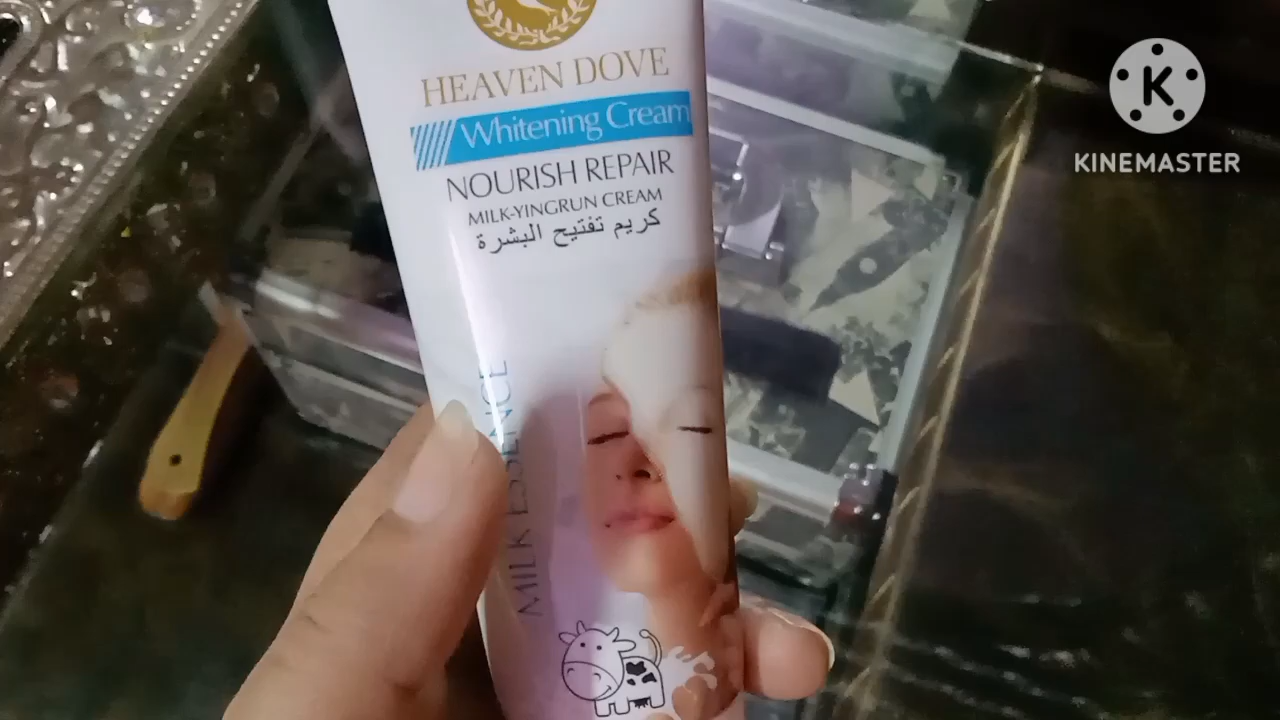 HEAVEN DOVE
Whitening Cream
NOURISH REPAIR
MILK-YINGRUN CREAM
كريم تفتيح البشرة
MILK ESSENCE
K
KINEMASTER